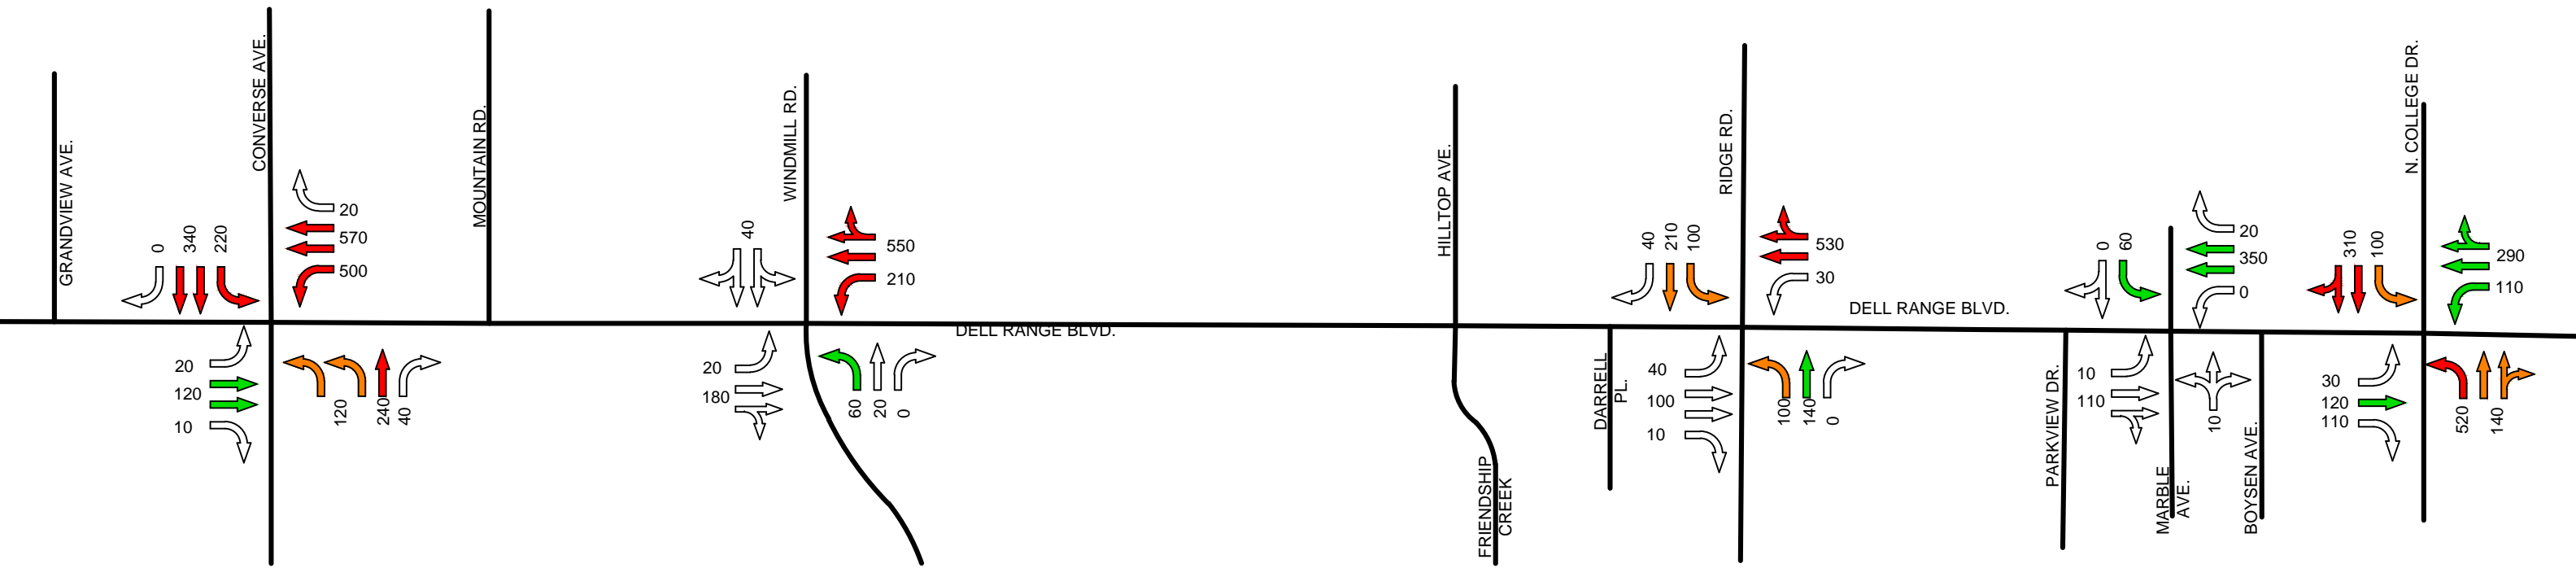 GRANDVIEW AVE.
0
340
220
CONVERSE AVE.
20
570
500
20
120
10
120
240
40
MOUNTAIN RD.
40
WINDMILL RD.
550
210
20
180
60
20
0
DELL RANGE BLVD.
HILLTOP AVE.
FRIENDSHIP
CREEK
DARRELL
PL.
40
210
100
RIDGE RD.
530
30
40
100
10
100
140
0
DELL RANGE BLVD.
PARKVIEW DR.
0
60
20
350
0
10
110
10
MARBLE
AVE.
BOYSEN AVE.
310
100
N. COLLEGE DR.
290
110
30
120
110
520
140